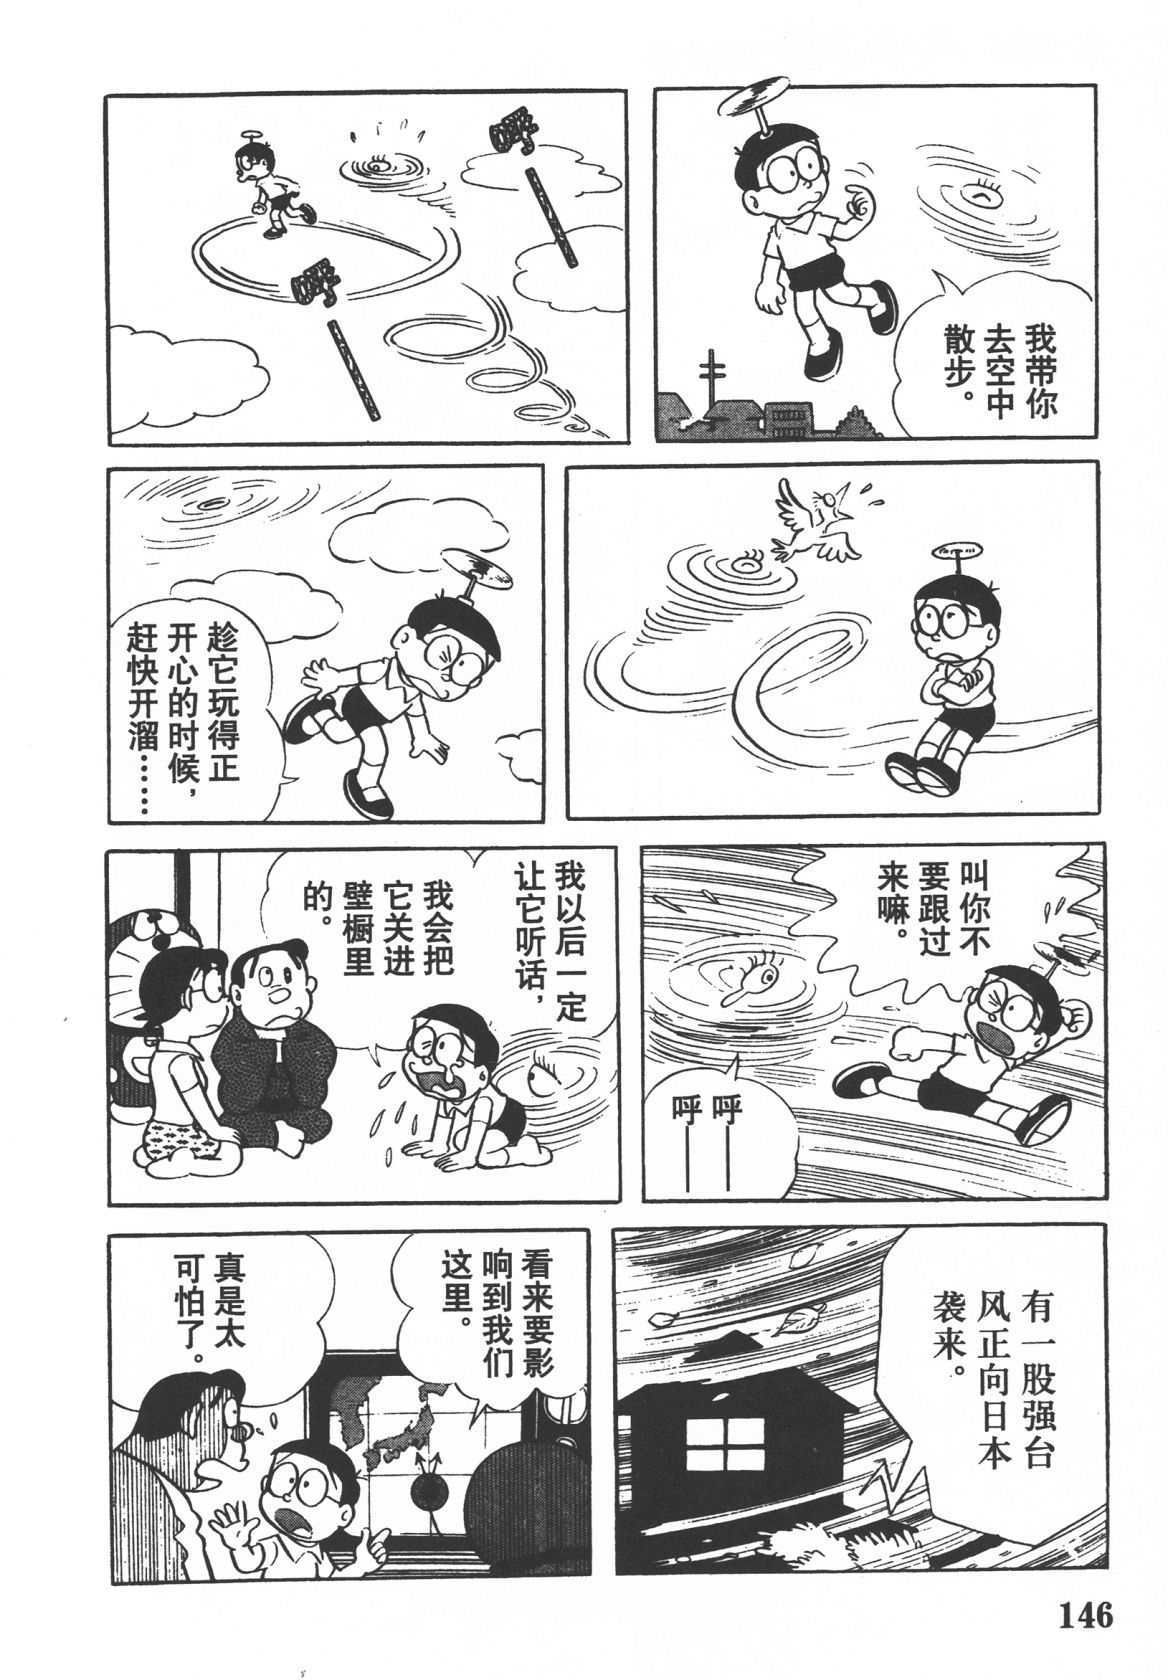 我带你
去空中
散步。
趁它玩得正
开心的时候，
赶快开溜……
叫你不
要跟过
来嘛。
呼——
呼——
我以后一定
让它听话，
我会把
它关进
壁橱里
的。
有一股强台
风正向日本
袭来。
看来要影
响到我们
这里。
真是太
可怕了。
146